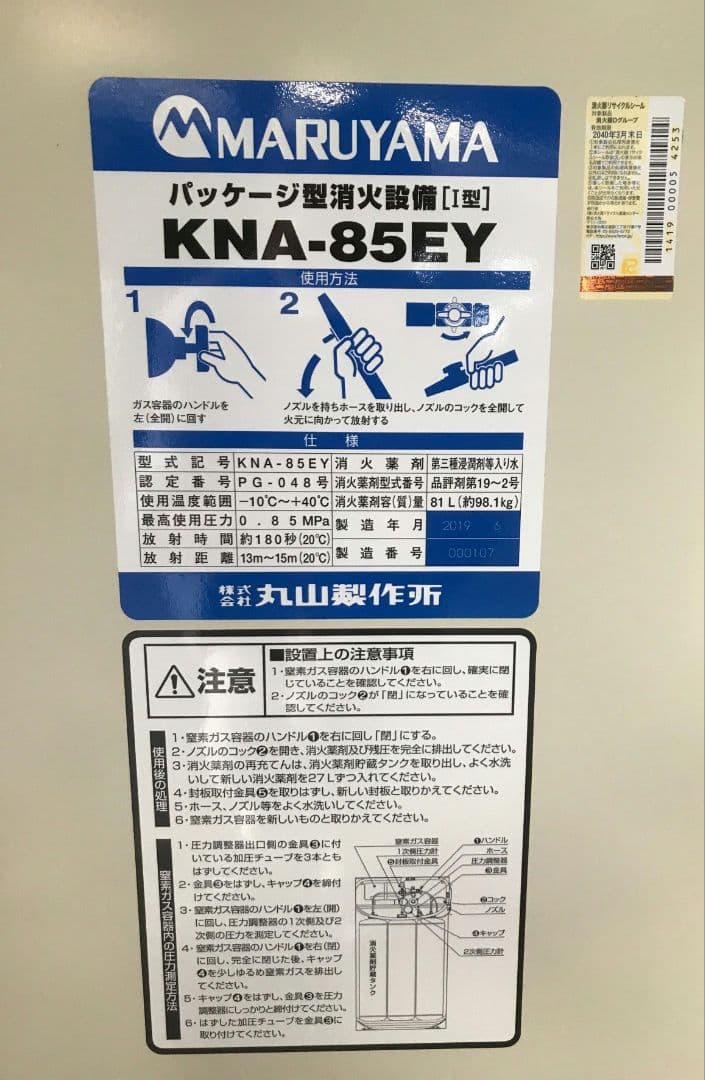 MARUYAMA
パッケージ型消火設備[Ⅰ型]
KNA-85EY
使用方法
1
2
ガス容器のハンドルを
左(全開)に回す
ノズルを持ちホースを取り出し、ノズルのコックを全開して
火元に向かって放射する
仕様
型式記号 KNA-85EY 消火薬剤 第三種浸潤剤等入り水
認定番号 PG-048号 消火薬剤型式番号 品評剤第19〜2号
使用温度範囲 −10℃〜+40℃ 消火薬剤容(質)量 81L(約98.1kg)
最高使用圧力 0.85MPa 製造年月 2019 6
放射時間 約180秒(20℃)
放射距離 13m〜15m(20℃) 製造番号 000107
株式会社 丸山製作所
消火器リサイクルシール
対象製品
消火器Dグループ
有効期限
2040年3月末日
1419 00005 4253
注意
■設置上の注意事項
1・窒素ガス容器のハンドル❶を右に回し、確実に閉
じていることを確認してください。
2・ノズルのコック❷が「閉」になっていることを確
認してください。
使用後の処理
1・窒素ガス容器のハンドル❶を右に回し「閉」にする。
2・ノズルのコック❷を開き、消火薬剤及び残圧を完全に排出してください。
3・消火薬剤の再充てんは、消火薬剤貯蔵タンクを取り出し、よく水洗
いして新しい消火薬剤を27Lずつ入れてください。
4・封板取付金具❺を取りはずし、新しい封板と取りかえてください。
5・ホース、ノズル等をよく水洗いしてください。
6・窒素ガス容器を新しいものと取りかえてください。
窒素ガス容器内の圧力測定方法
1・圧力調整器出口側の金具❸に付
いている加圧チューブを3本とも
はずしてください。
2・金具❸をはずし、キャップ❹を締付
けてください。
3・窒素ガス容器のハンドル❶を左(開)
に回し、圧力調整器の1次側及び2
次側の圧力を測定してください。
4・窒素ガス容器のハンドル❶を右(閉)
に回し、完全に閉じた後、キャップ
❹を少しゆるめ窒素ガスを排出し
てください。
5・キャップ❹をはずし、金具❸を圧力
調整器にしっかりと締付けてください。
6・はずした加圧チューブを金具❸に
取り付けてください。
窒素ガス容器
1次側圧力計
❺封板取付金具
❶ハンドル
ホース
圧力調整器
❸金具
❷コック
ノズル
❹キャップ
2次側圧力計
消火薬剤貯蔵タンク